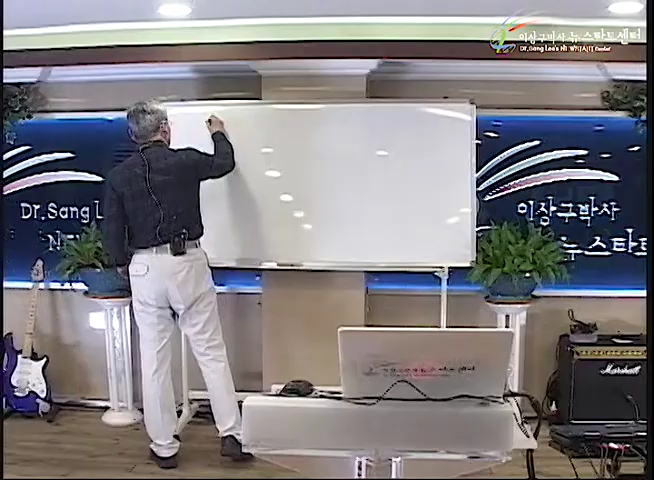 이상구박사 뉴스타트센터
Dr.Sang Lee's NEWSTART Center
Dr.Sang L
N
이상구박사
뉴스타트
Marshall